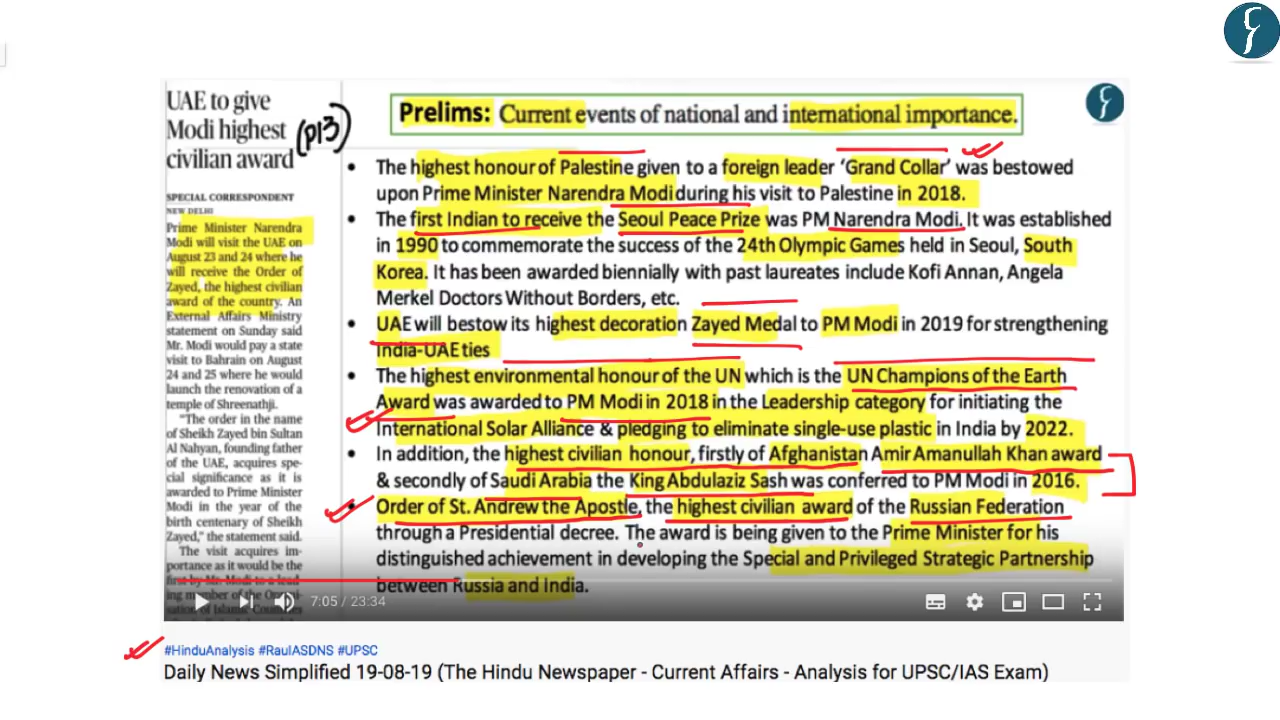 UAE to give
Modi highest
civilian award
(p13)
SPECIAL CORRESPONDENT
NEW DELHI
Prime Minister Narendra
Modi will visit the UAE on
August 23 and 24 where he
will receive the Order of
Zayed, the highest civilian
award of the country. An
External Affairs Ministry
statement on Sunday said
Mr. Modi would pay a state
visit to Bahrain on August
24 and 25 where he would
launch the renovation of a
temple of Shreenathji.
"The order in the name
of Sheikh Zayed bin Sultan
Al Nahyan, founding father
of the UAE, acquires spe-
cial significance as it is
awarded to Prime Minister
Modi in the year of the
birth centenary of Sheikh
Zayed," the statement said.
The visit acquires im-
portance as it would be the
first by Mr. Modi to a lead-
ing member of the Organi-
sation of Islamic Countries
Prelims: Current events of national and international importance.
• The highest honour of Palestine given to a foreign leader 'Grand Collar' was bestowed
upon Prime Minister Narendra Modi during his visit to Palestine in 2018.
• The first Indian to receive the Seoul Peace Prize was PM Narendra Modi. It was established
in 1990 to commemorate the success of the 24th Olympic Games held in Seoul, South
Korea. It has been awarded biennially with past laureates include Kofi Annan, Angela
Merkel Doctors Without Borders, etc.
• UAE will bestow its highest decoration Zayed Medal to PM Modi in 2019 for strengthening
India-UAE ties
• The highest environmental honour of the UN which is the UN Champions of the Earth
Award was awarded to PM Modi in 2018 in the Leadership category for initiating the
International Solar Alliance & pledging to eliminate single-use plastic in India by 2022.
• In addition, the highest civilian honour, firstly of Afghanistan Amir Amanullah Khan award
& secondly of Saudi Arabia the King Abdulaziz Sash was conferred to PM Modi in 2016.
• Order of St. Andrew the Apostle, the highest civilian award of the Russian Federation
through a Presidential decree. The award is being given to the Prime Minister for his
distinguished achievement in developing the Special and Privileged Strategic Partnership
between Russia and India.
7:05 / 23:34
#HinduAnalysis #RauIASDNS #UPSC
Daily News Simplified 19-08-19 (The Hindu Newspaper - Current Affairs - Analysis for UPSC/IAS Exam)